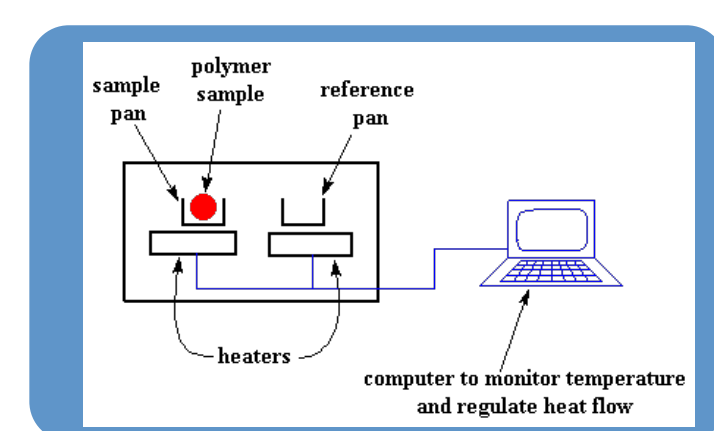 polymer
sample
sample
pan
reference
pan
heaters
computer to monitor temperature
and regulate heat flow